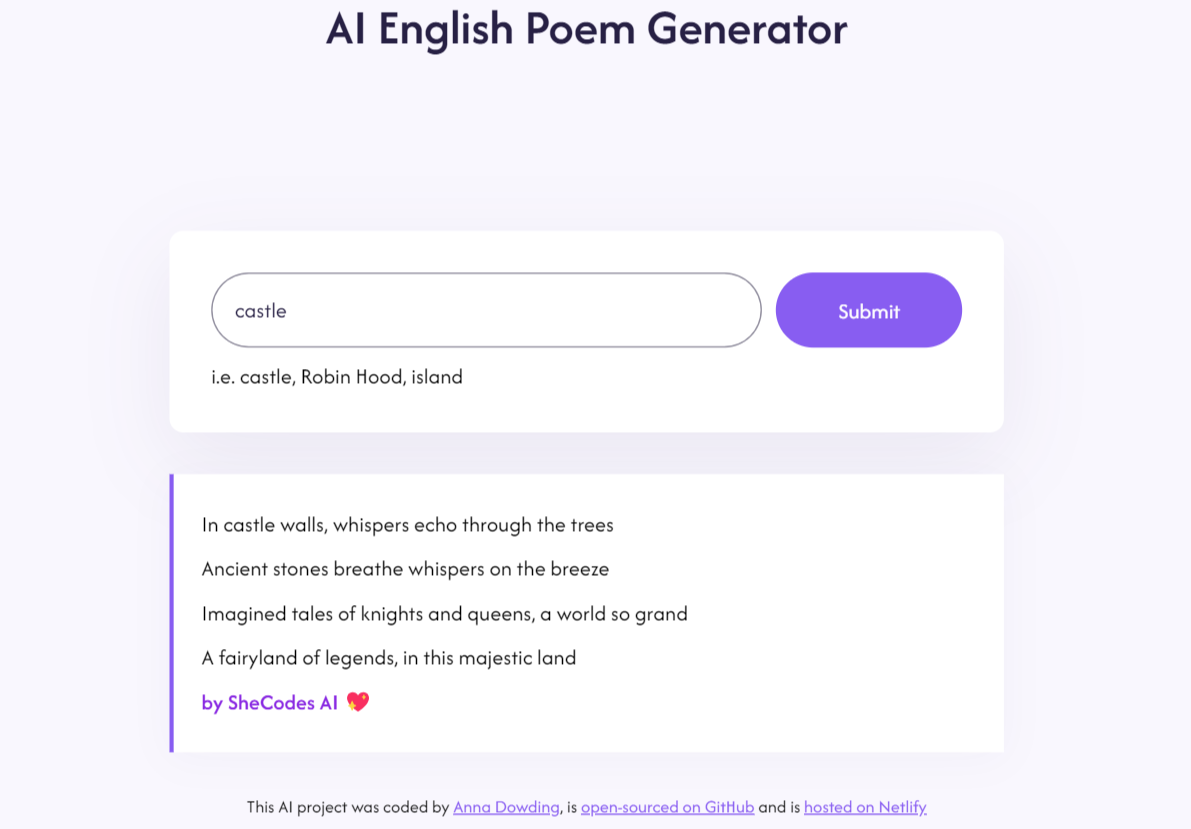 AI English Poem Generator
castle
Submit
i.e. castle, Robin Hood, island
In castle walls, whispers echo through the trees
Ancient stones breathe whispers on the breeze
Imagined tales of knights and queens, a world so grand
A fairyland of legends, in this majestic land
by SheCodes AI 💖
This AI project was coded by Anna Dowding, is open-sourced on GitHub and is hosted on Netlify